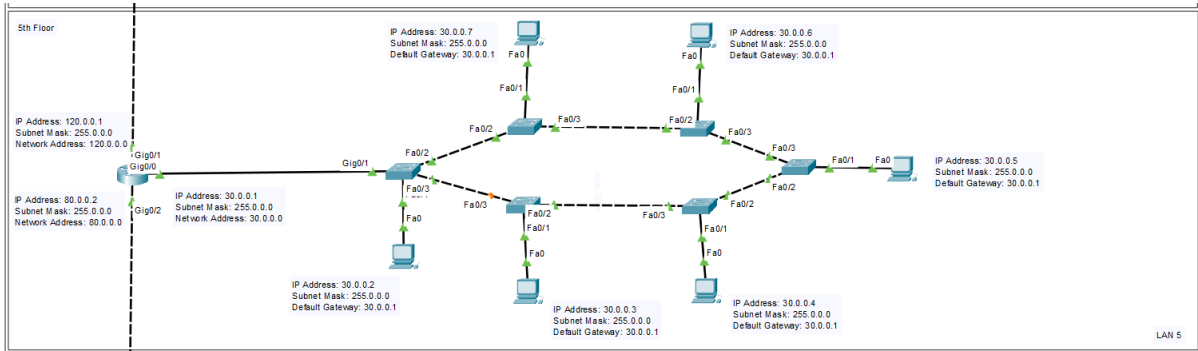 5th Floor
IP Address: 30.0.0.7
Subnet Mask: 255.0.0.0
Default Gateway: 30.0.0.1
Fa0
Fa0/1
IP Address: 30.0.0.6
Subnet Mask: 255.0.0.0
Default Gateway: 30.0.0.1
Fa0
Fa0/1
IP Address: 120.0.0.1
Subnet Mask: 255.0.0.0
Network Address: 120.0.0.0
Gig0/1
Gig0/0
IP Address: 80.0.0.2
Subnet Mask: 255.0.0.0
Network Address: 80.0.0.0
Gig0/2
IP Address: 30.0.0.1
Subnet Mask: 255.0.0.0
Network Address: 30.0.0.0
Gig0/1
Fa0/2
Fa0/3
Fa0
Fa0/2
Fa0/3
Fa0/2
Fa0/3
Fa0/3
Fa0/1
Fa0
Fa0/2
IP Address: 30.0.0.5
Subnet Mask: 255.0.0.0
Default Gateway: 30.0.0.1
Fa0/3
Fa0/2
Fa0/1
Fa0
Fa0/3
Fa0/2
Fa0/1
Fa0
IP Address: 30.0.0.2
Subnet Mask: 255.0.0.0
Default Gateway: 30.0.0.1
IP Address: 30.0.0.3
Subnet Mask: 255.0.0.0
Default Gateway: 30.0.0.1
IP Address: 30.0.0.4
Subnet Mask: 255.0.0.0
Default Gateway: 30.0.0.1
LAN 5